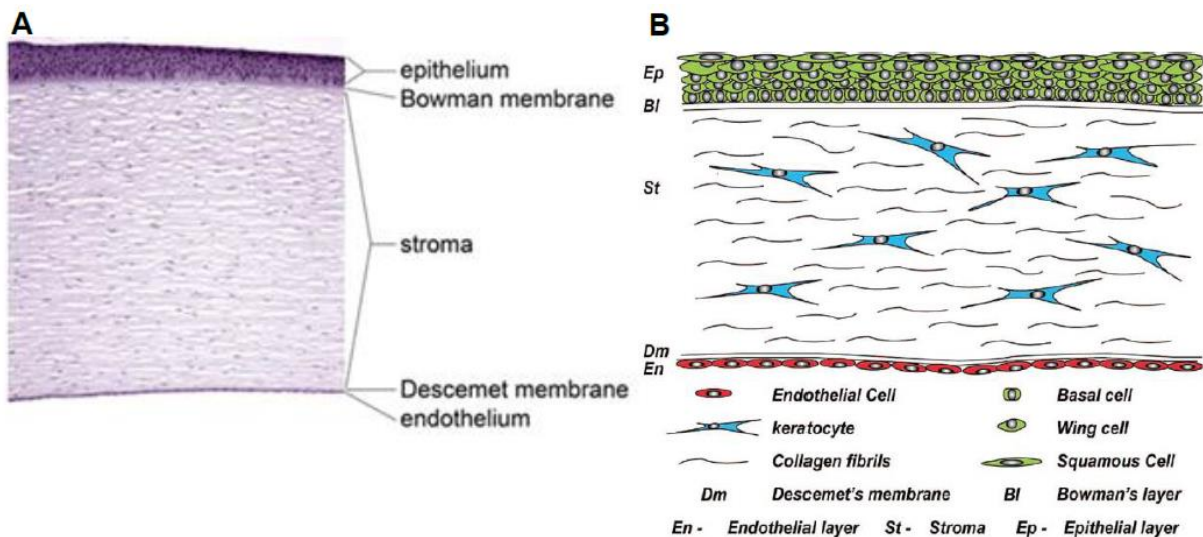 A
epithelium
Bowman membrane
stroma
Descemet membrane
endothelium
B
Ep
Bl
St
Dm
En
Endothelial Cell Basal cell
keratocyte Wing cell
Collagen fibrils Squamous Cell
Dm Descemet's membrane Bl Bowman's layer
En - Endothelial layer St - Stroma Ep - Epithelial layer